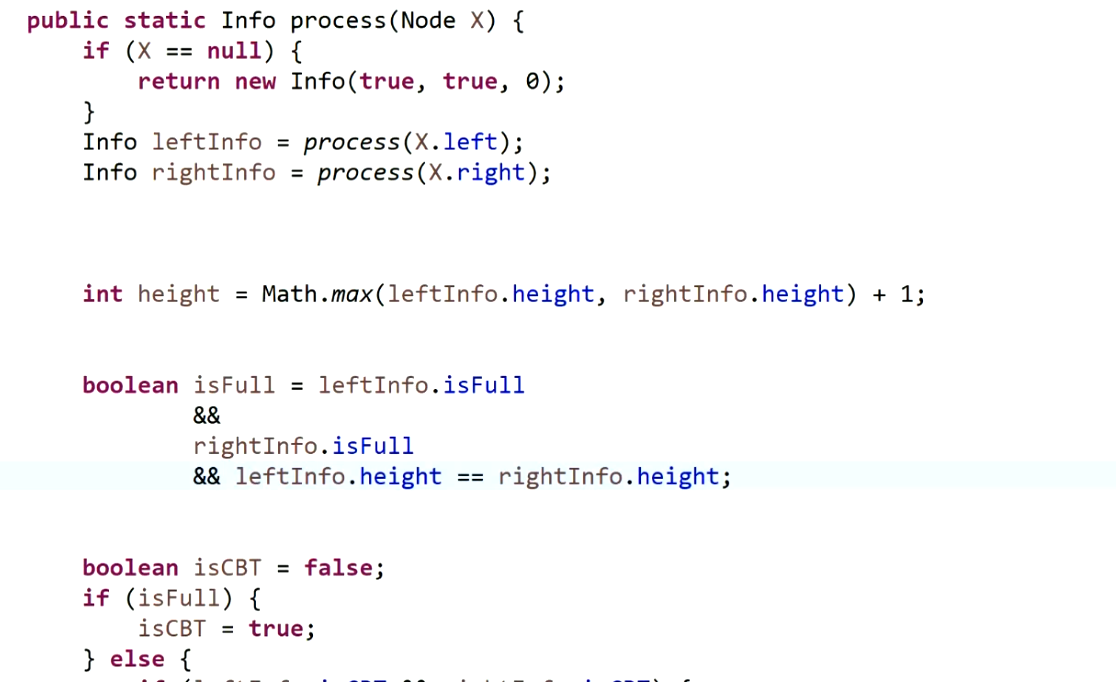 public static Info process(Node X) {
    if (X == null) {
        return new Info(true, true, 0);
    }
    Info leftInfo = process(X.left);
    Info rightInfo = process(X.right);
    int height = Math.max(leftInfo.height, rightInfo.height) + 1;
    boolean isFull = leftInfo.isFull
            &&
            rightInfo.isFull
            && leftInfo.height == rightInfo.height;
    boolean isCBT = false;
    if (isFull) {
        isCBT = true;
    } else {